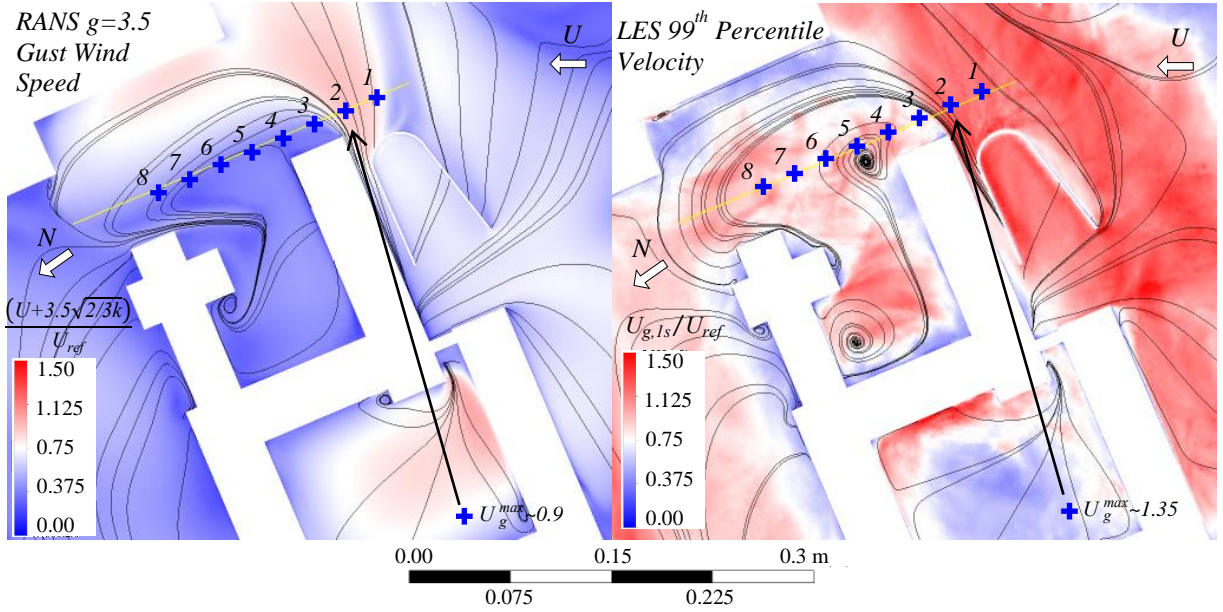 RANS g=3.5
Gust Wind
Speed
U
1
2
3
4
5
6
7
8
N
(U+3.5√2/3k)
U_ref
1.50
1.125
0.75
0.375
0.00
U_g^max~0.9
LES 99th Percentile
Velocity
U
1
2
3
4
5
6
7
8
N
U_g,1s/U_ref
1.50
1.125
0.75
0.375
0.00
U_g^max~1.35
0.00 0.15 0.3 m
0.075 0.225